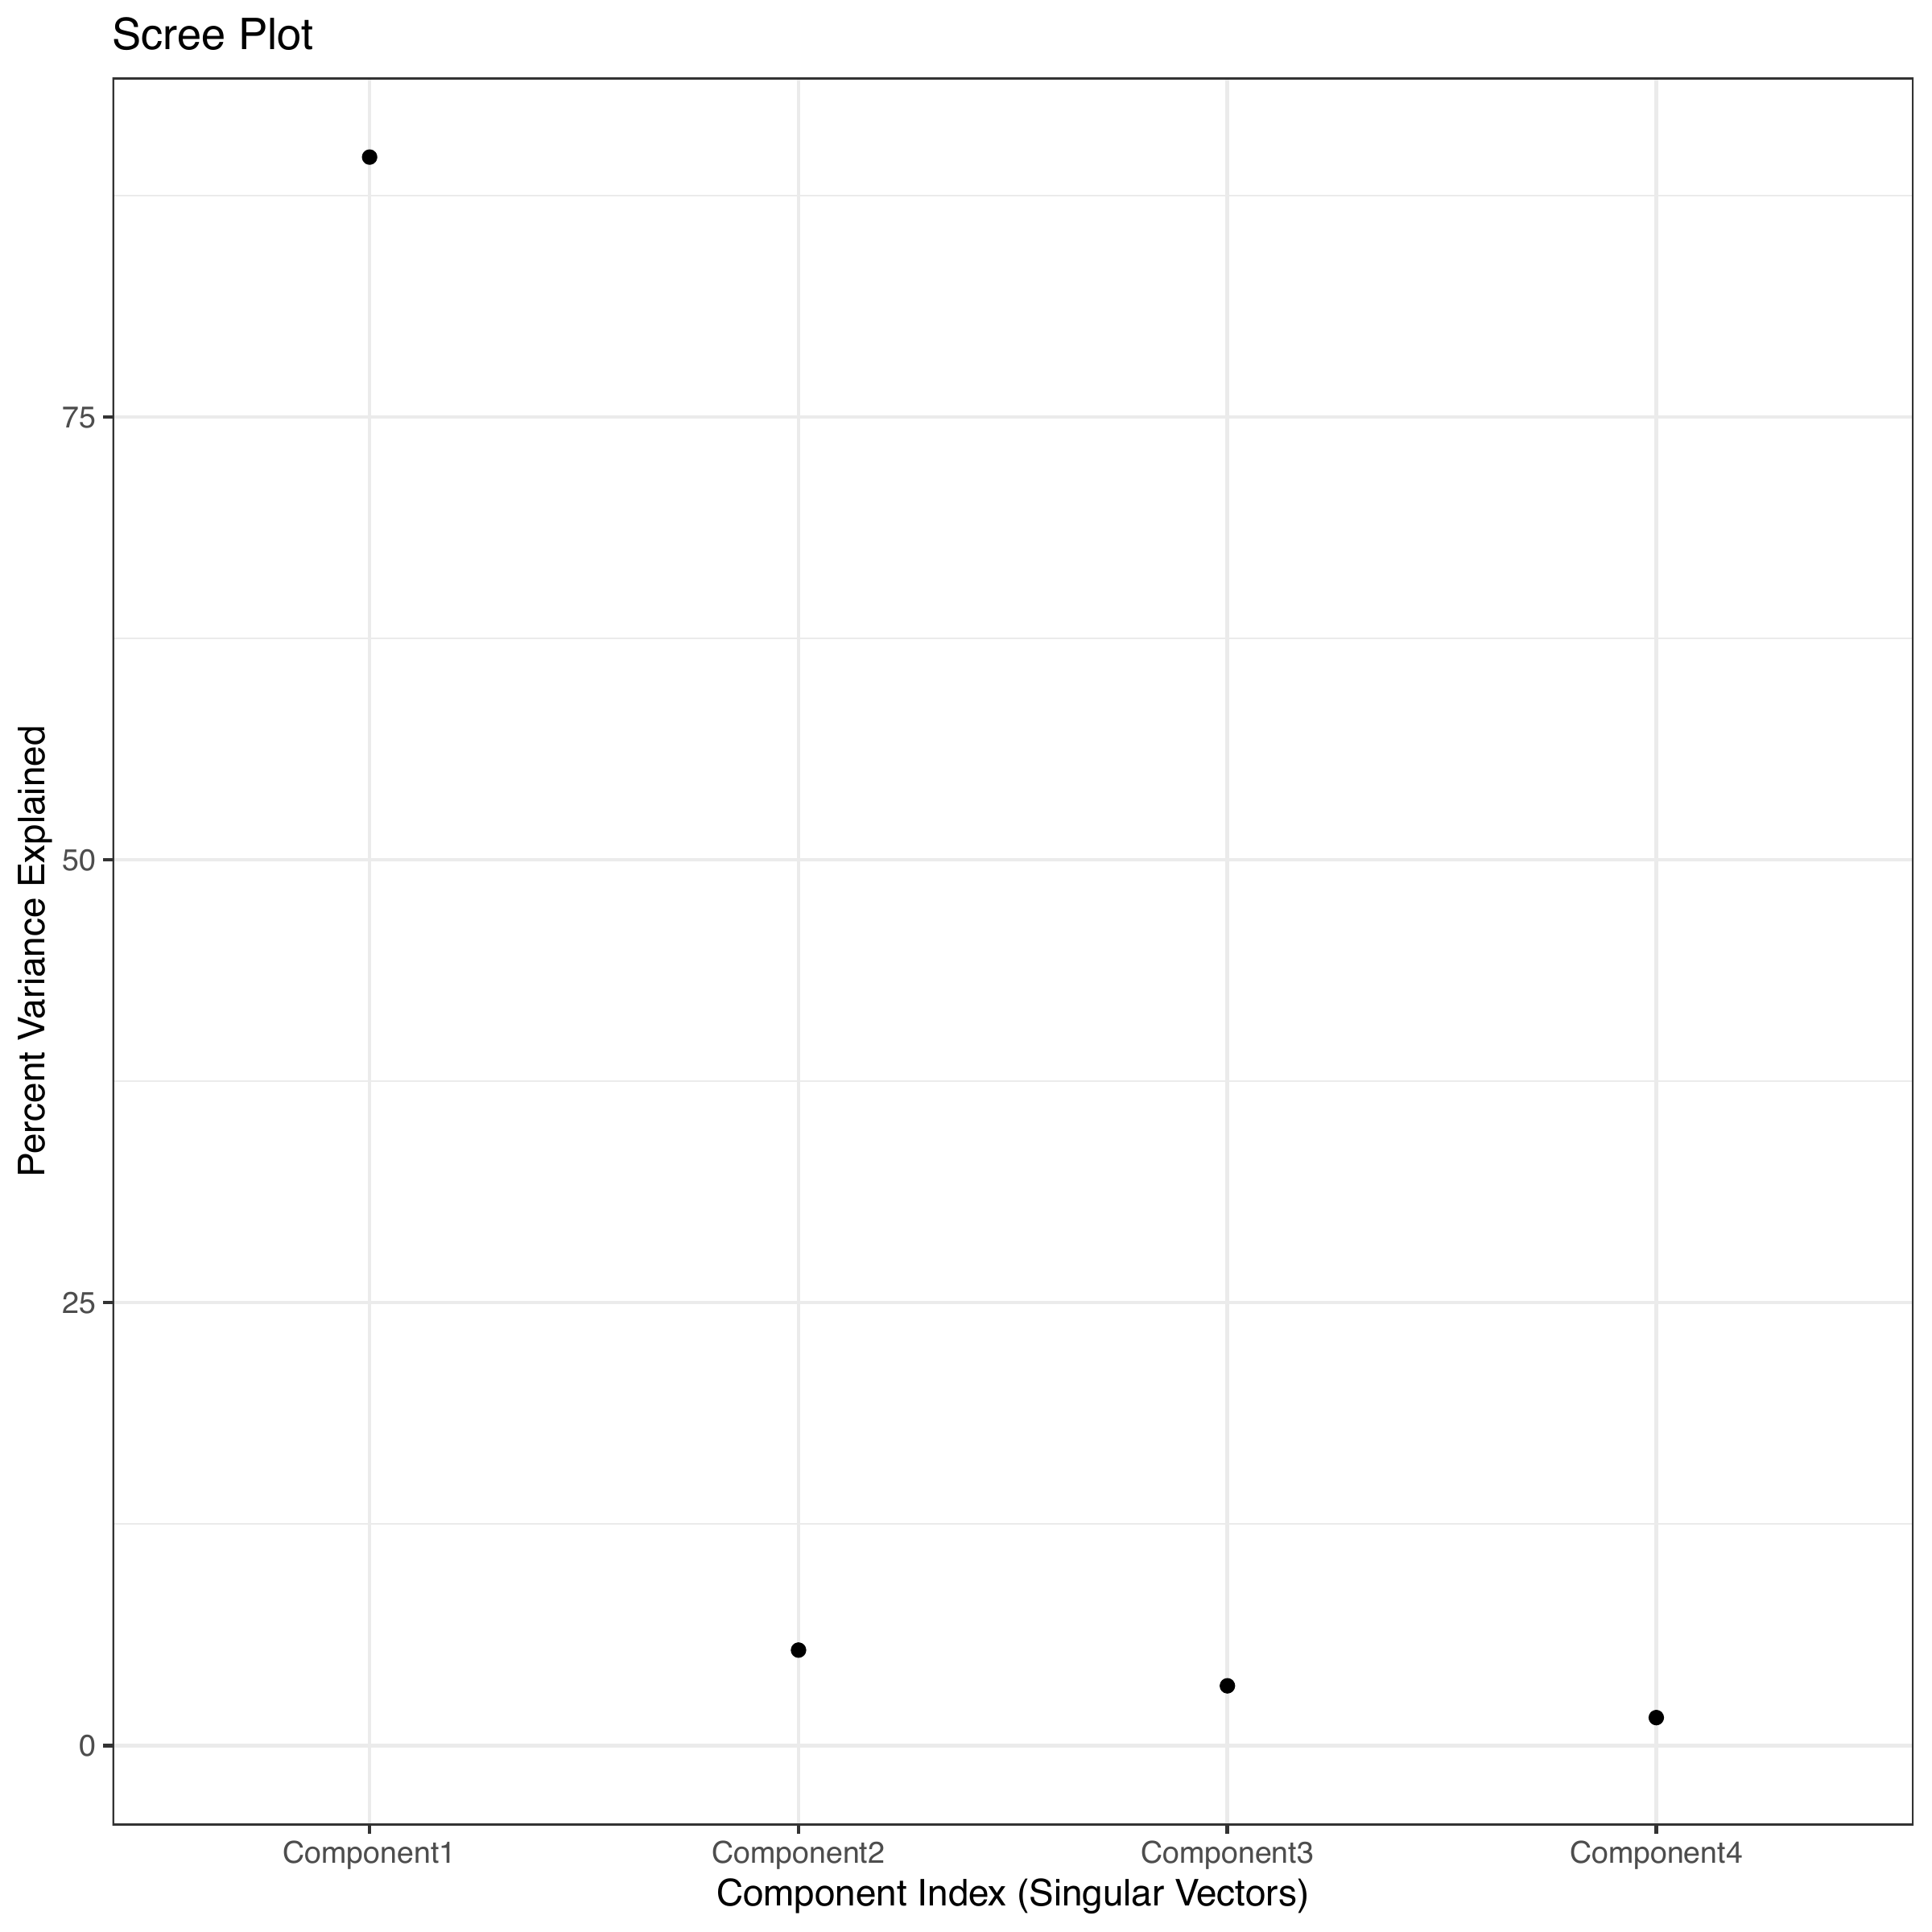 Scree Plot
Percent Variance Explained
75
50
25
0
Component1 Component2 Component3 Component4
Component Index (Singular Vectors)